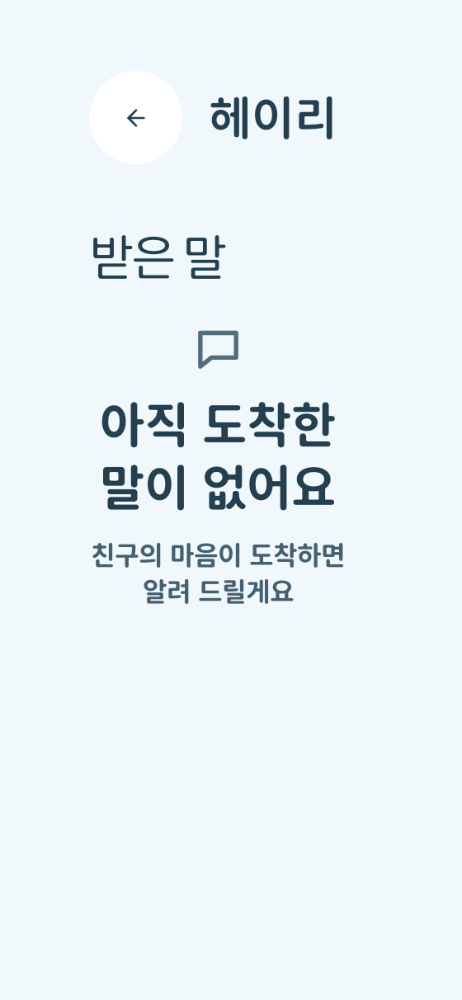 헤이리
받은 말
아직 도착한
말이 없어요
친구의 마음이 도착하면
알려 드릴게요